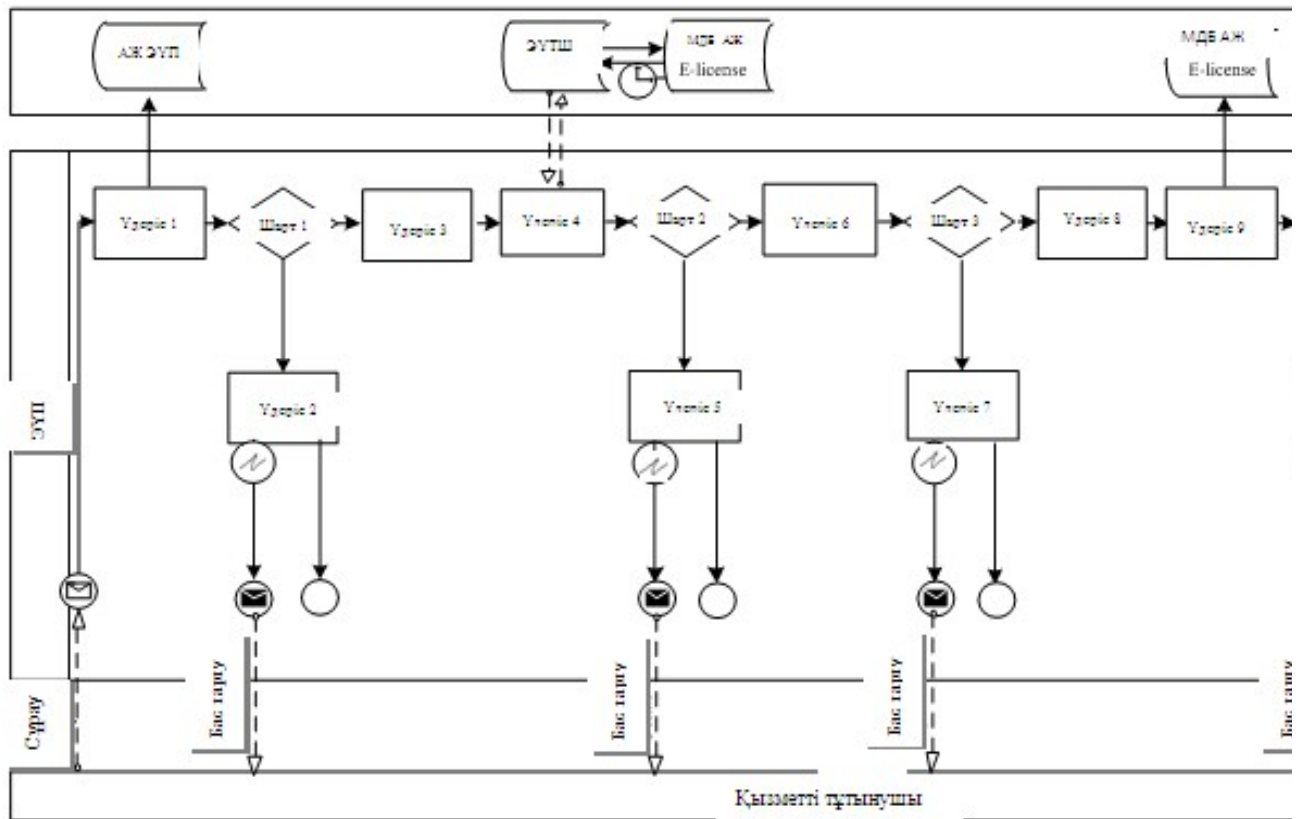 АЖ ЭҮП
ЭҮТШ
МДБ АЖ
E-license
МДБ АЖ
E-license
Үдеріс 1
Шарт 1
Үдеріс 3
Үдеріс 4
Шарт 2
Үдеріс 6
Шарт 3
Үдеріс 8
Үдеріс 9
Үдеріс 2
Үдеріс 5
Үдеріс 7
ЭҮП
Сұрау
Бас тарту
Бас тарту
Бас тарту
Бас тарту
Қызметті тұтынушы